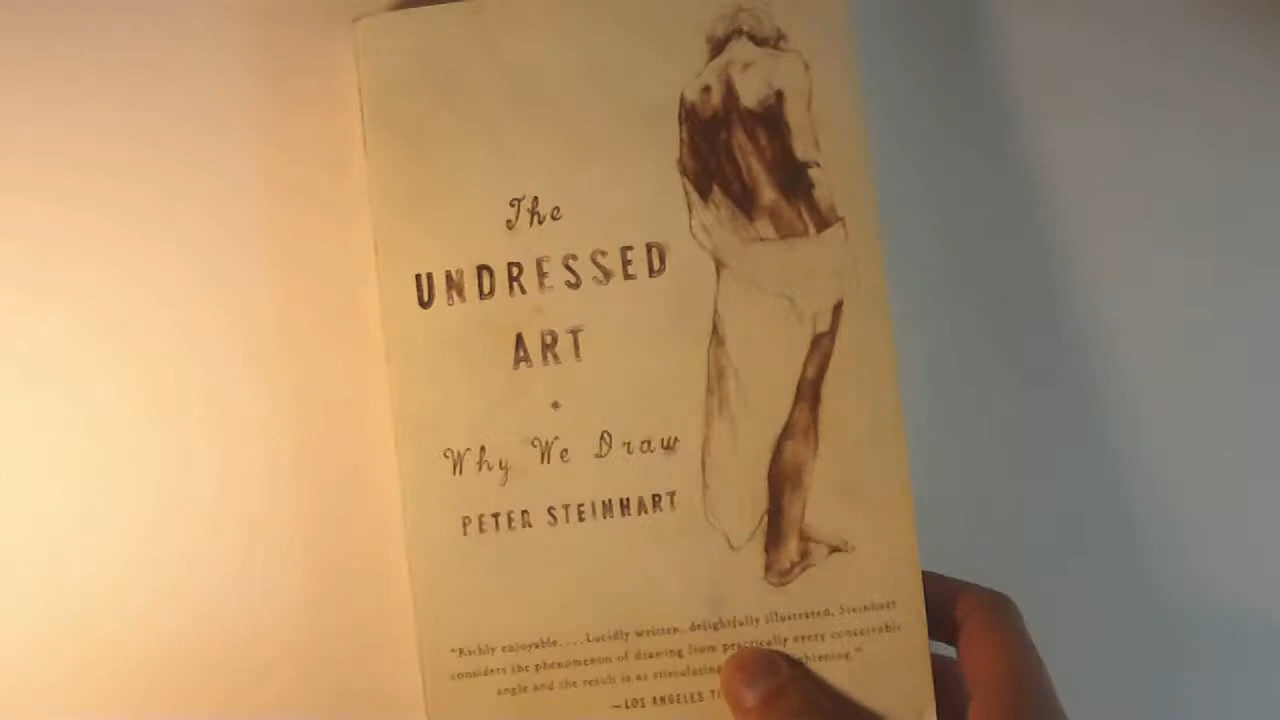 The
UNDRESSED
ART
Why We Draw
PETER STEINHART
"Richly enjoyable.... Lucidly written, delightfully illustrated, Steinhart
considers the phenomenon of drawing from practically every conceivable
angle and the result is as stimulating
—LOS ANGELES